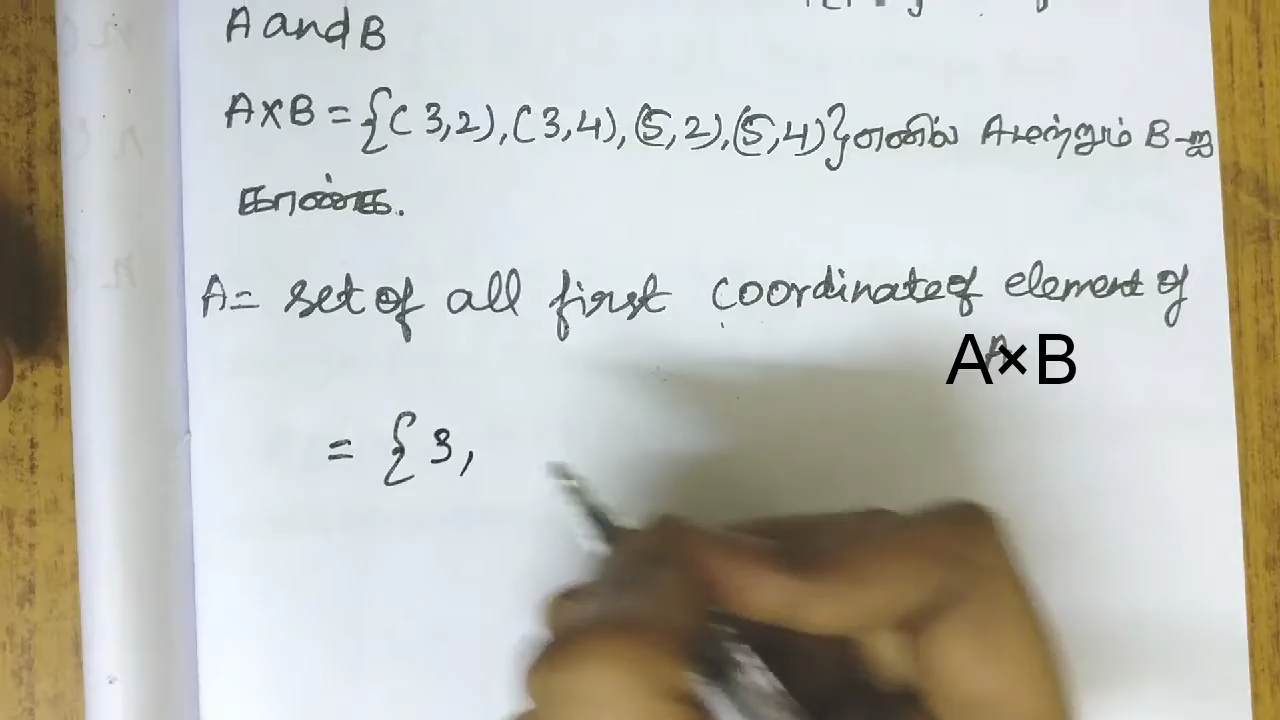 A and B
A×B = {( 3,2), (3,4), (5,2), (5,4)} எனில் A மற்றும் B-ஐ
காண்க.
A = set of all first coordinate of element of
A×B
= { 3,